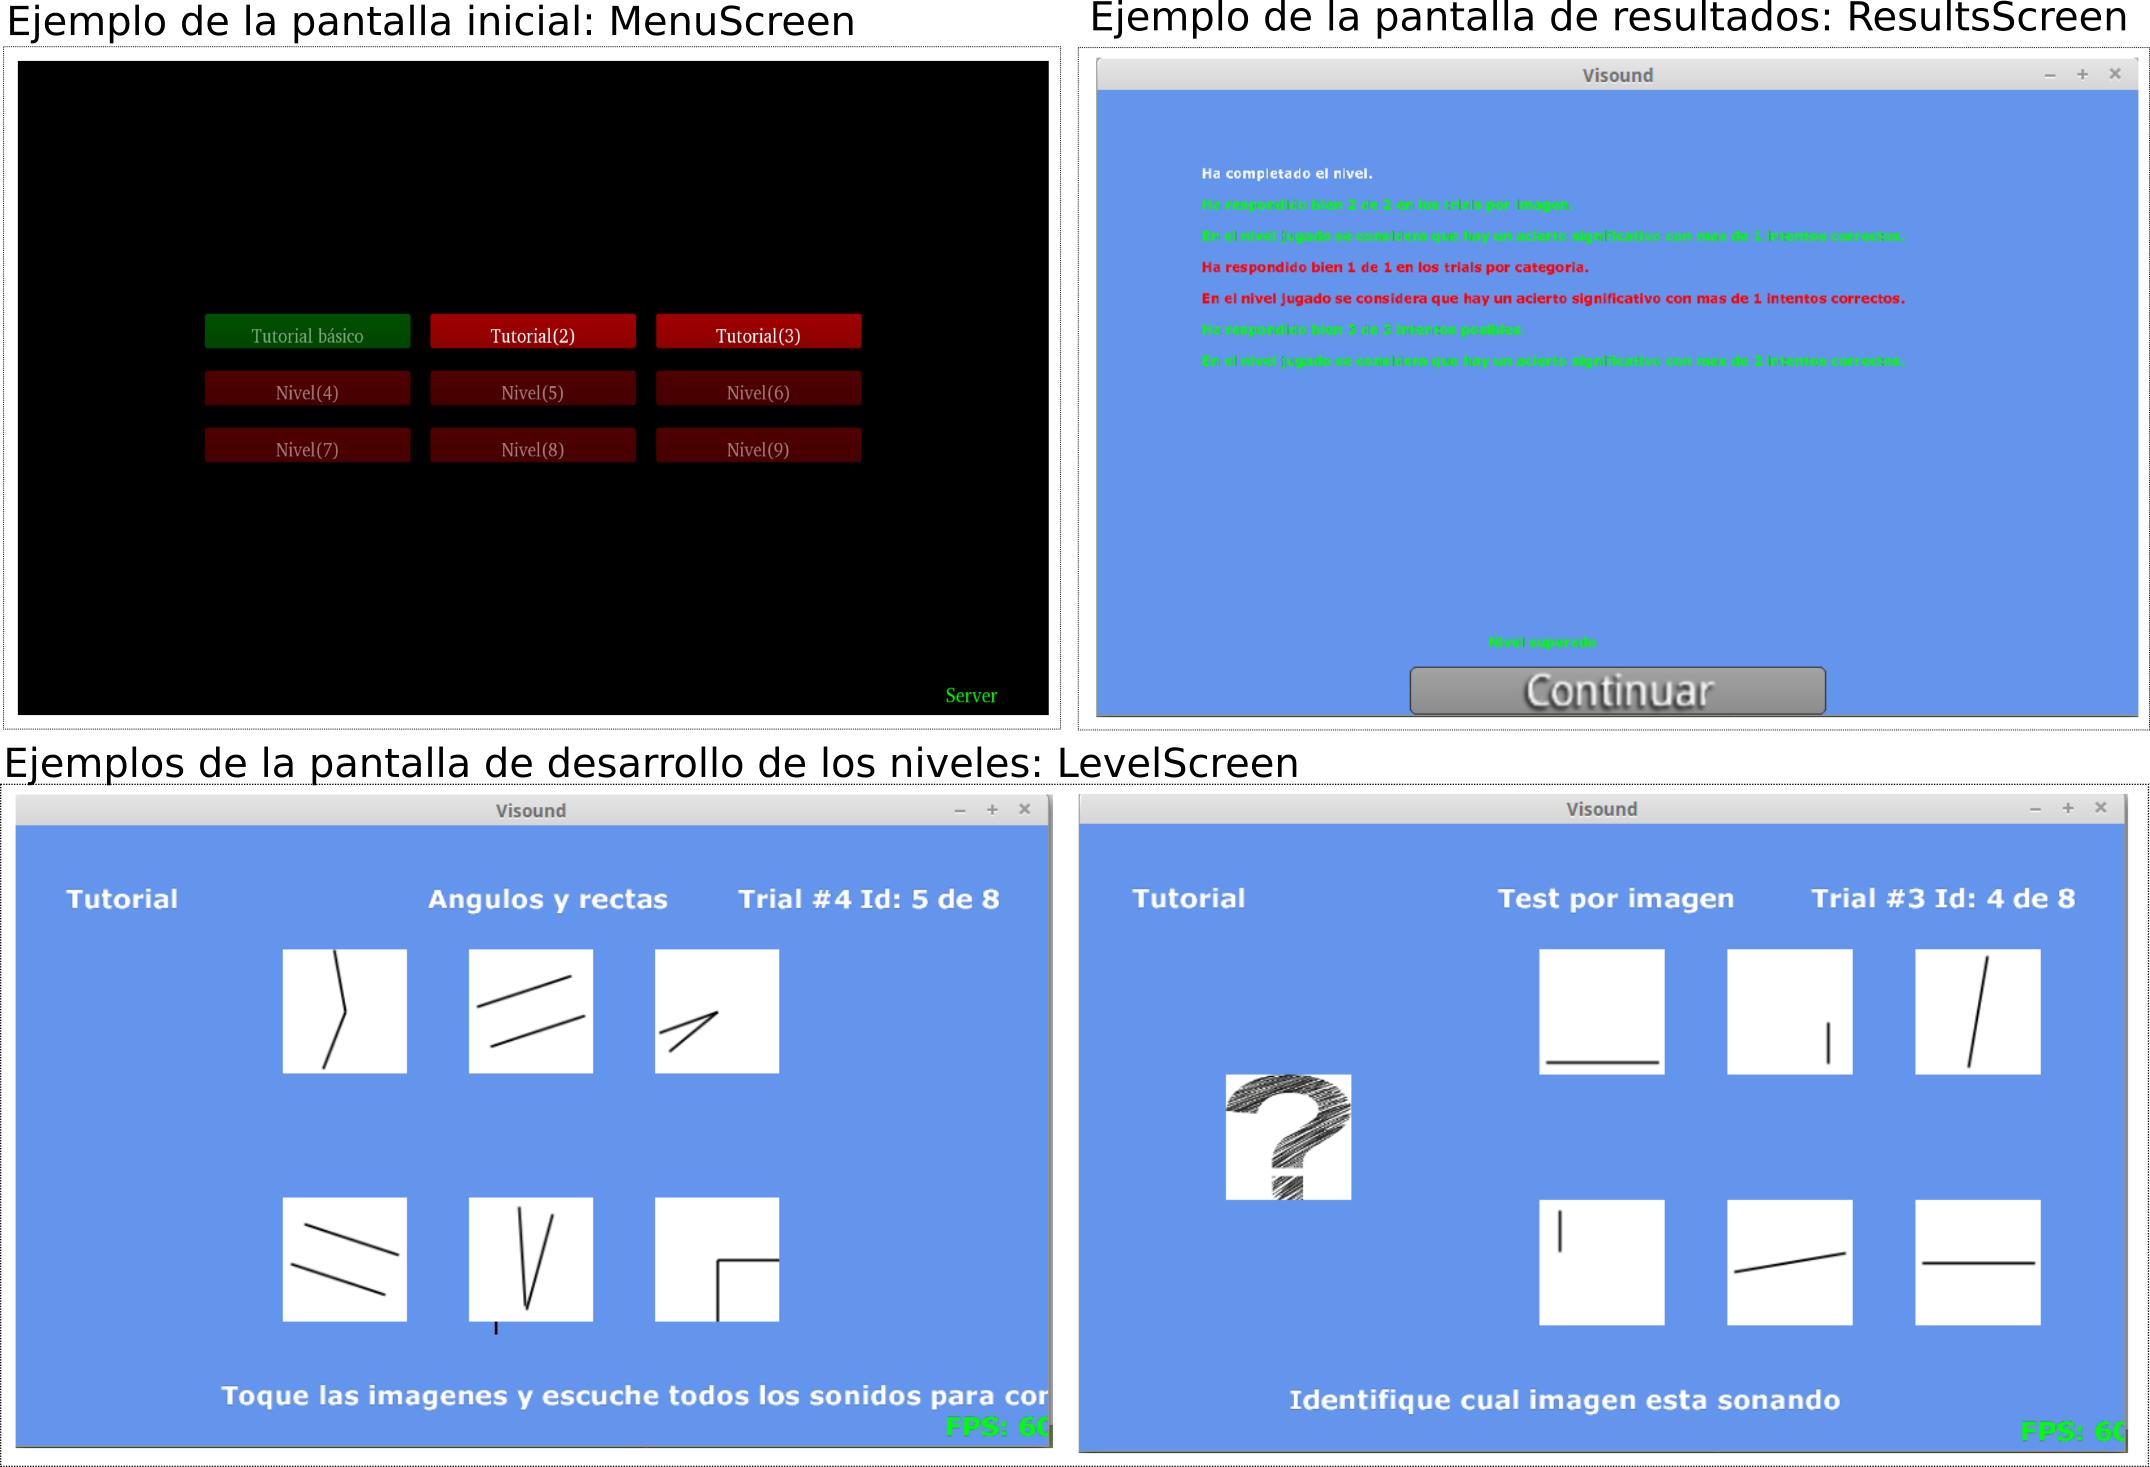 Ejemplo de la pantalla inicial: MenuScreen
Tutorial básico
Tutorial(2)
Tutorial(3)
Nivel(4)
Nivel(5)
Nivel(6)
Nivel(7)
Nivel(8)
Nivel(9)
Server
Ejemplo de la pantalla de resultados: ResultsScreen
Visound
Ha completado el nivel.
Ha respondido bien 2 de 2 en los trials por imagen.
En el nivel jugado se considera que hay un acierto significativo con mas de 1 intentos correctos.
Ha respondido bien 1 de 1 en los trials por categoria.
En el nivel jugado se considera que hay un acierto significativo con mas de 1 intentos correctos.
Ha respondido bien 3 de 3 intentos posibles.
En el nivel jugado se considera que hay un acierto significativo con mas de 2 intentos correctos.
Nivel superado
Continuar
Ejemplos de la pantalla de desarrollo de los niveles: LevelScreen
Visound
Tutorial
Angulos y rectas
Trial #4 Id: 5 de 8
Toque las imagenes y escuche todos los sonidos para con
FPS: 60
Visound
Tutorial
Test por imagen
Trial #3 Id: 4 de 8
?
Identifique cual imagen esta sonando
FPS: 60